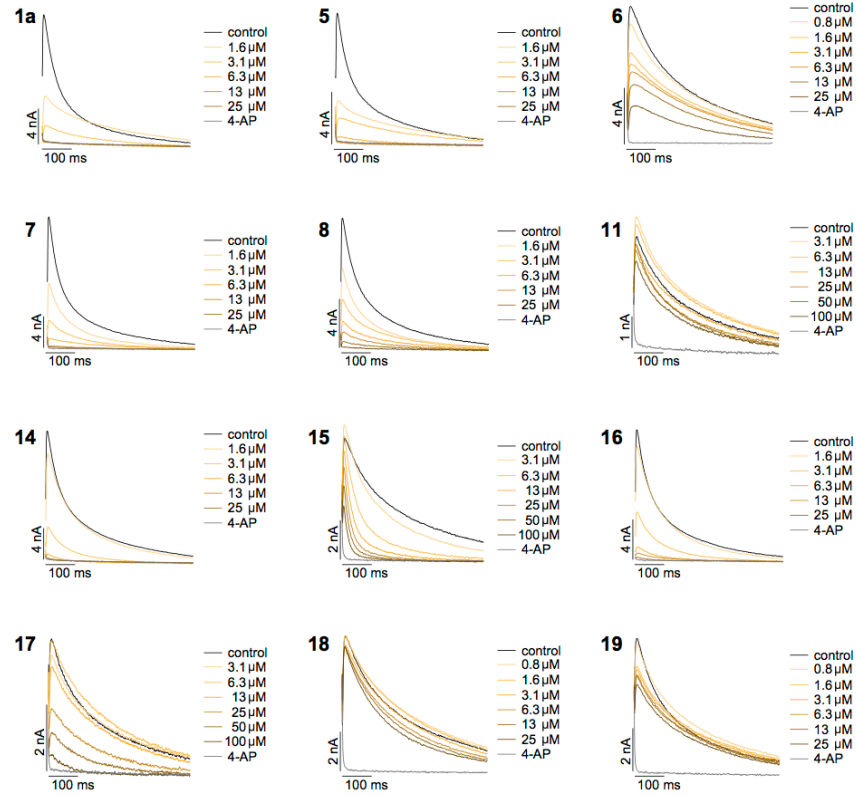 1a
control
1.6 µM
3.1 µM
6.3 µM
13 µM
25 µM
4-AP
4 nA
100 ms
5
control
1.6 µM
3.1 µM
6.3 µM
13 µM
25 µM
4-AP
4 nA
100 ms
6
control
0.8 µM
1.6 µM
3.1 µM
6.3 µM
13 µM
25 µM
4-AP
4 nA
100 ms
7
control
1.6 µM
3.1 µM
6.3 µM
13 µM
25 µM
4-AP
4 nA
100 ms
8
control
1.6 µM
3.1 µM
6.3 µM
13 µM
25 µM
4-AP
4 nA
100 ms
11
control
3.1 µM
6.3 µM
13 µM
25 µM
50 µM
100 µM
4-AP
1 nA
100 ms
14
control
1.6 µM
3.1 µM
6.3 µM
13 µM
25 µM
4-AP
4 nA
100 ms
15
control
3.1 µM
6.3 µM
13 µM
25 µM
50 µM
100 µM
4-AP
2 nA
100 ms
16
control
1.6 µM
3.1 µM
6.3 µM
13 µM
25 µM
4-AP
4 nA
100 ms
17
control
3.1 µM
6.3 µM
13 µM
25 µM
50 µM
100 µM
4-AP
2 nA
100 ms
18
control
0.8 µM
1.6 µM
3.1 µM
6.3 µM
13 µM
25 µM
4-AP
2 nA
100 ms
19
control
0.8 µM
1.6 µM
3.1 µM
6.3 µM
13 µM
25 µM
4-AP
2 nA
100 ms